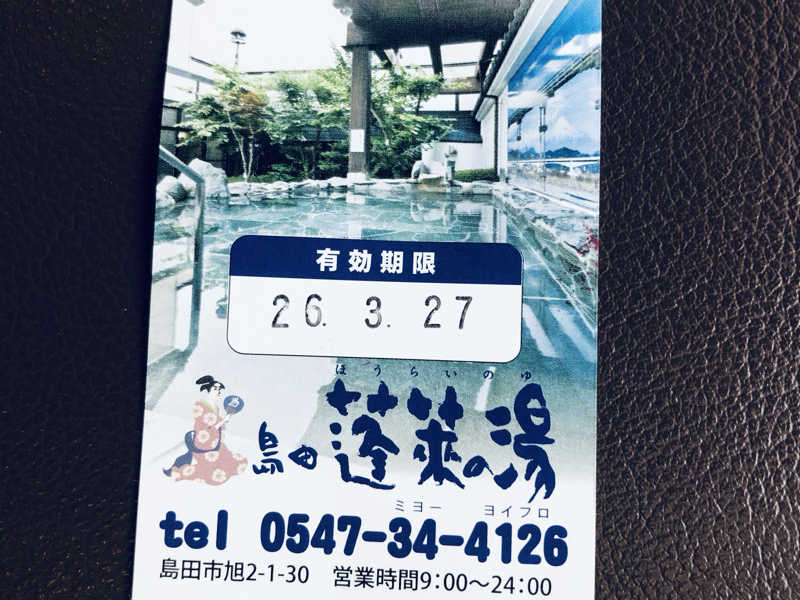 有効期限
26. 3. 27
ほうらいのゆ
島田 蓬莱の湯
ミヨー ヨイフロ
tel 0547-34-4126
島田市旭2-1-30 営業時間9:00〜24:00